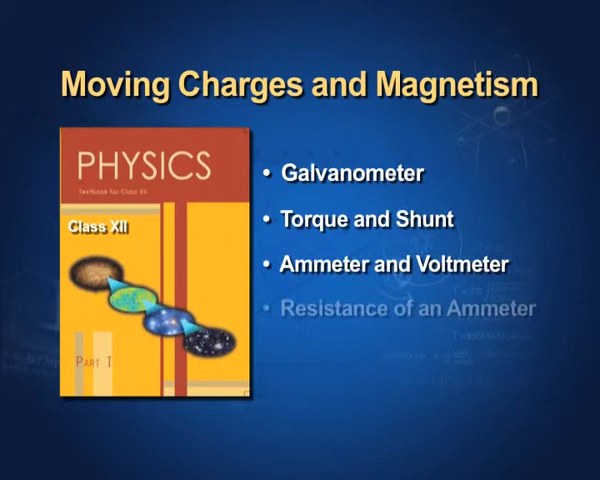 Moving Charges and Magnetism
PHYSICS
Textbook for Class XII
Class XII
PART I
• Galvanometer
• Torque and Shunt
• Ammeter and Voltmeter
• Resistance of an Ammeter